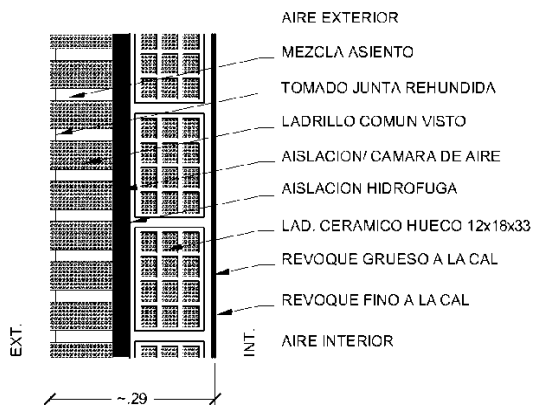 AIRE EXTERIOR
MEZCLA ASIENTO
TOMADO JUNTA REHUNDIDA
LADRILLO COMUN VISTO
AISLACION/ CAMARA DE AIRE
AISLACION HIDROFUGA
LAD. CERAMICO HUECO 12x18x33
REVOQUE GRUESO A LA CAL
REVOQUE FINO A LA CAL
AIRE INTERIOR
EXT.
INT.
~.29